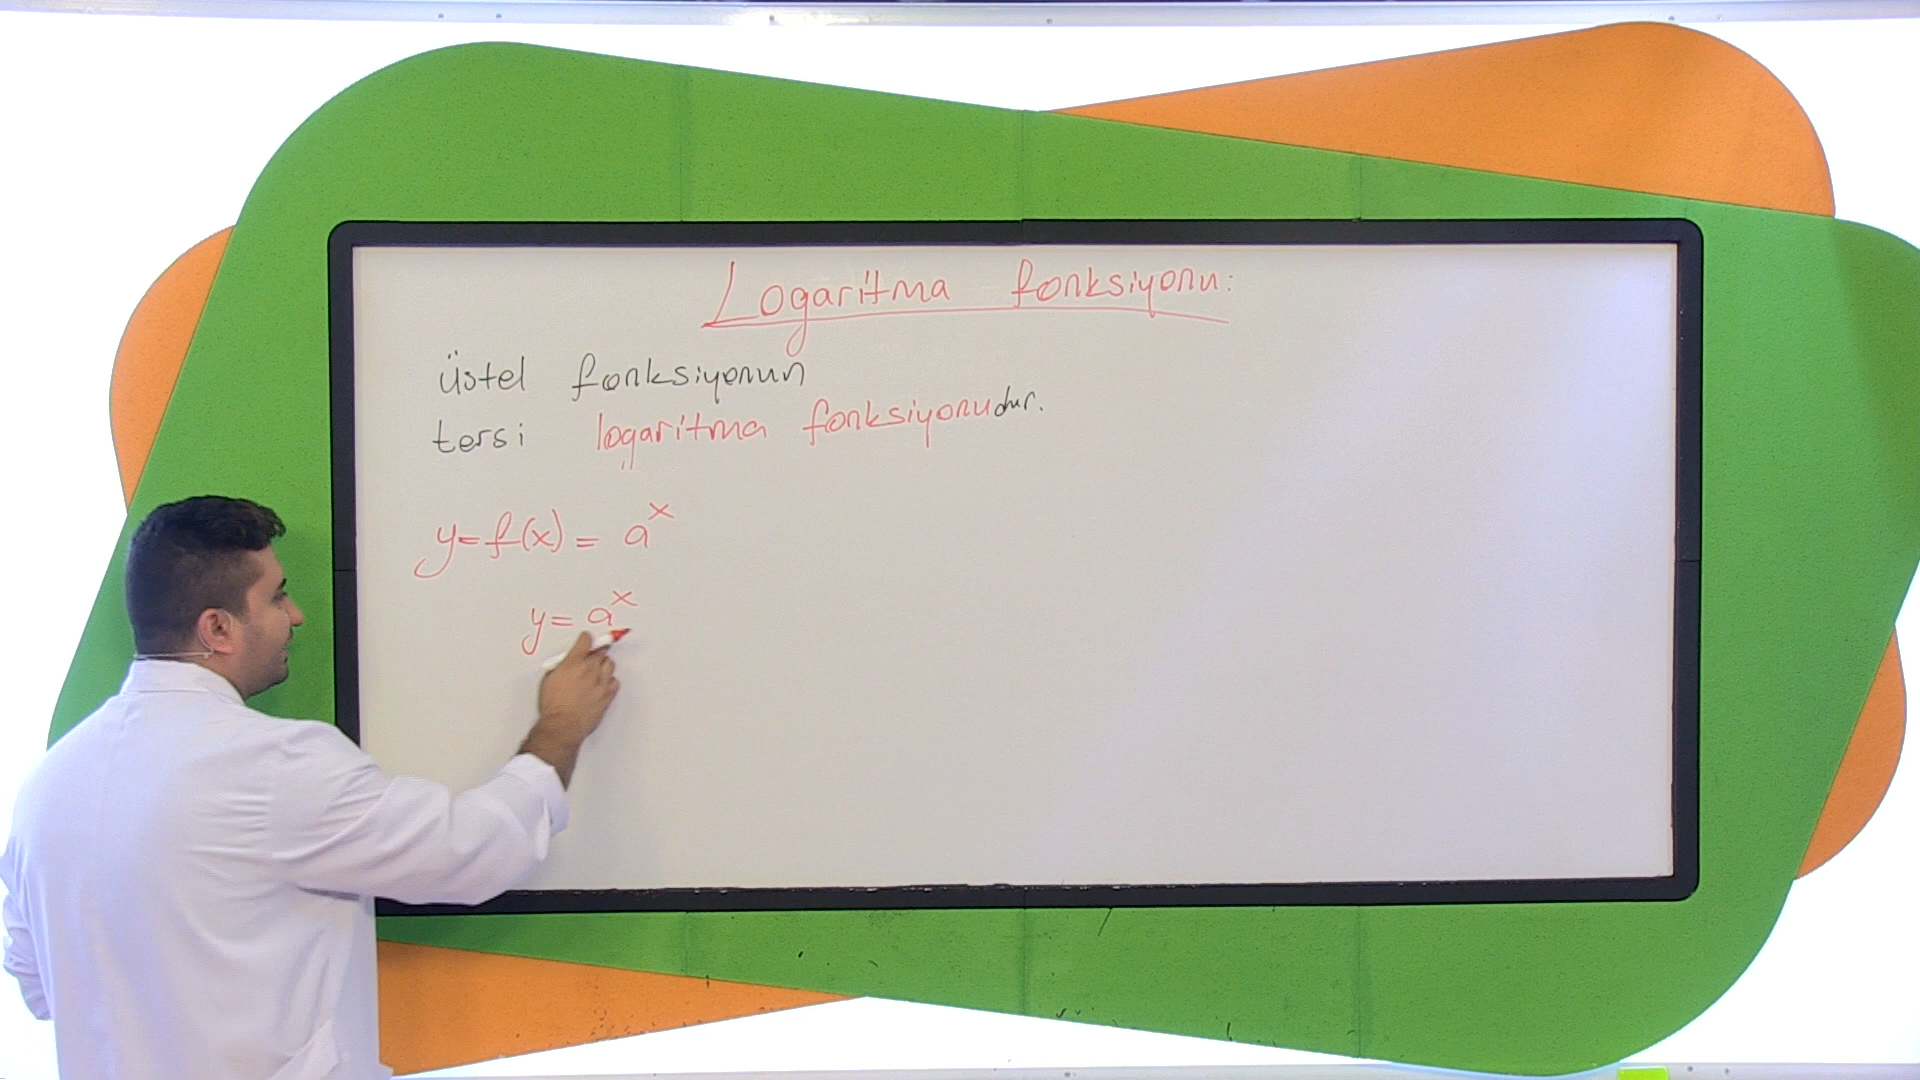 Logaritma fonksiyonu:
üstel fonksiyonun
tersi logaritma fonksiyonudur.
y=f(x) = a^x
y= a^x